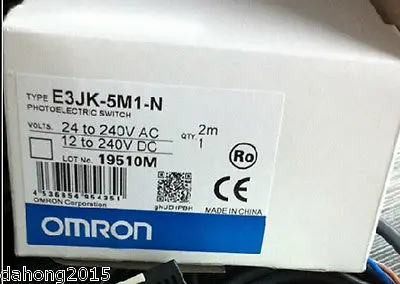 TYPE E3JK-5M1-N
PHOTOELECTRIC SWITCH
VOLTS. 24 to 240V AC QTY. 2m
12 to 240V DC 1
LOT No. 19510M
Ro
CE
OMRON Corporation
MADE IN CHINA
OMRON
dahong2015